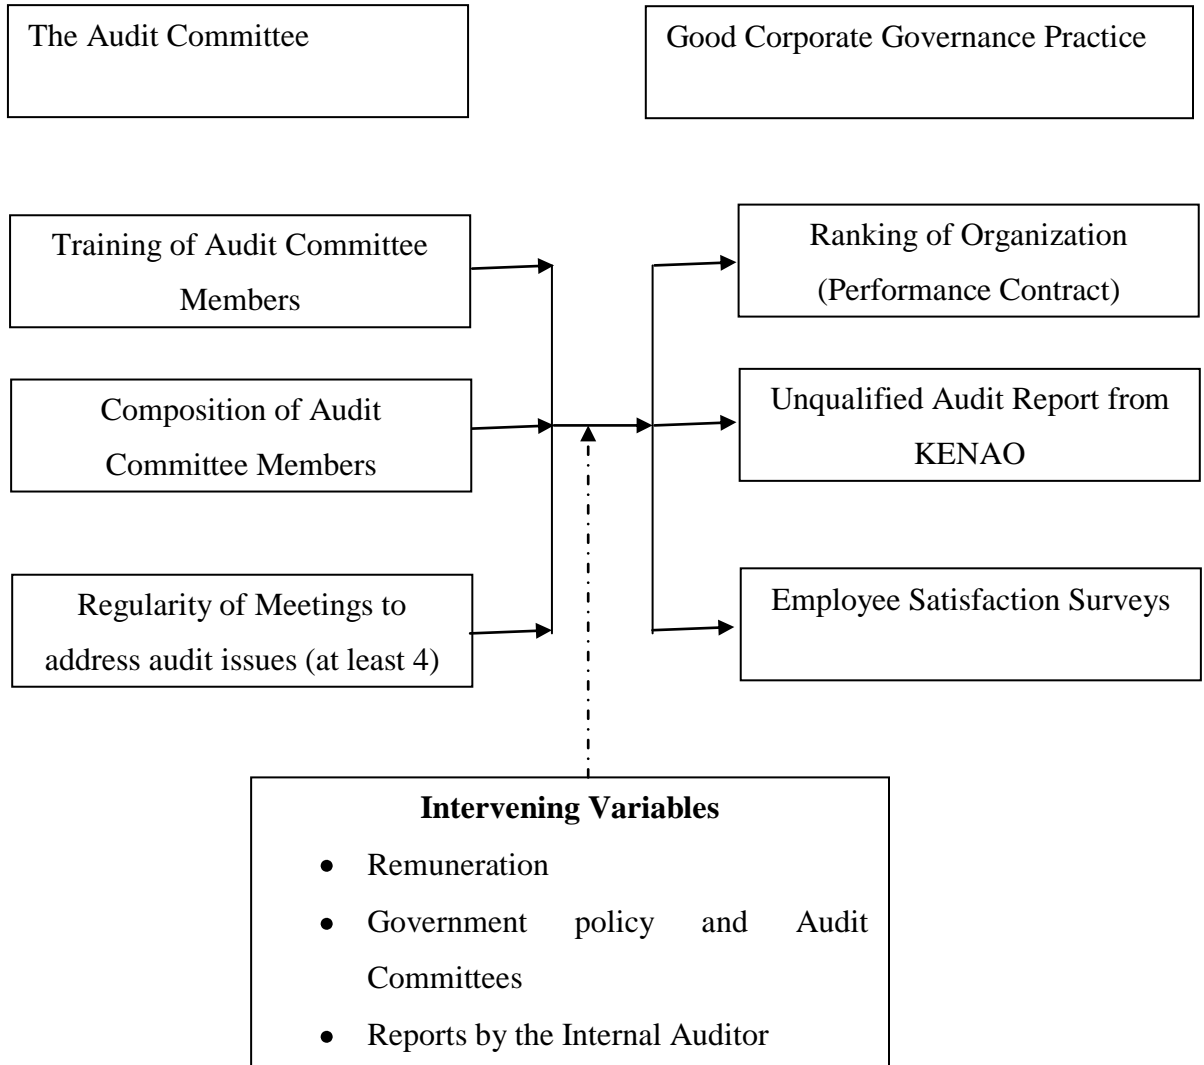 The Audit Committee
Good Corporate Governance Practice
Training of Audit Committee
Members
Ranking of Organization
(Performance Contract)
Composition of Audit
Committee Members
Unqualified Audit Report from
KENAO
Regularity of Meetings to
address audit issues (at least 4)
Employee Satisfaction Surveys
Intervening Variables
• Remuneration
• Government policy and Audit
Committees
• Reports by the Internal Auditor